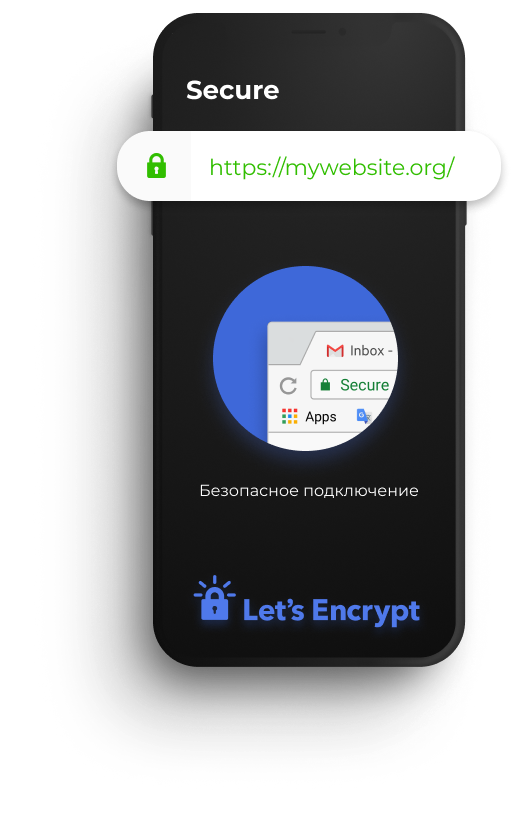 Secure
https://mywebsite.org/
Inbox -
Secure
Apps
G
Безопасное подключение
Let's Encrypt